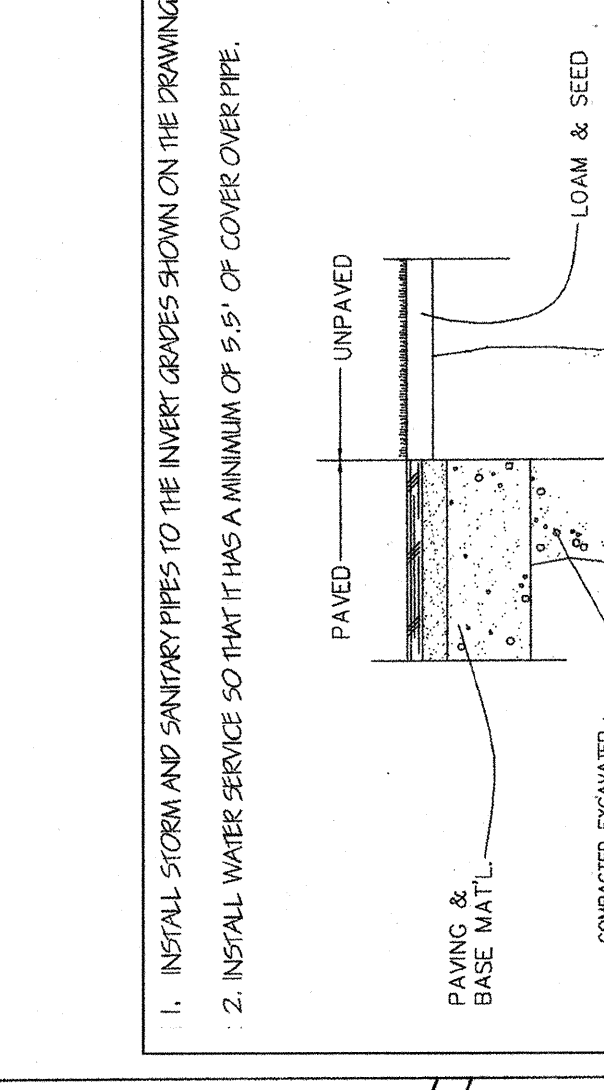 1. INSTALL STORM AND SANITARY PIPES TO THE INVERT GRADES SHOWN ON THE DRAWING
2. INSTALL WATER SERVICE SO THAT IT HAS A MINIMUM OF 5.5' OF COVER OVER PIPE.
PAVED
UNPAVED
LOAM & SEED
PAVING &
BASE MAT'L.